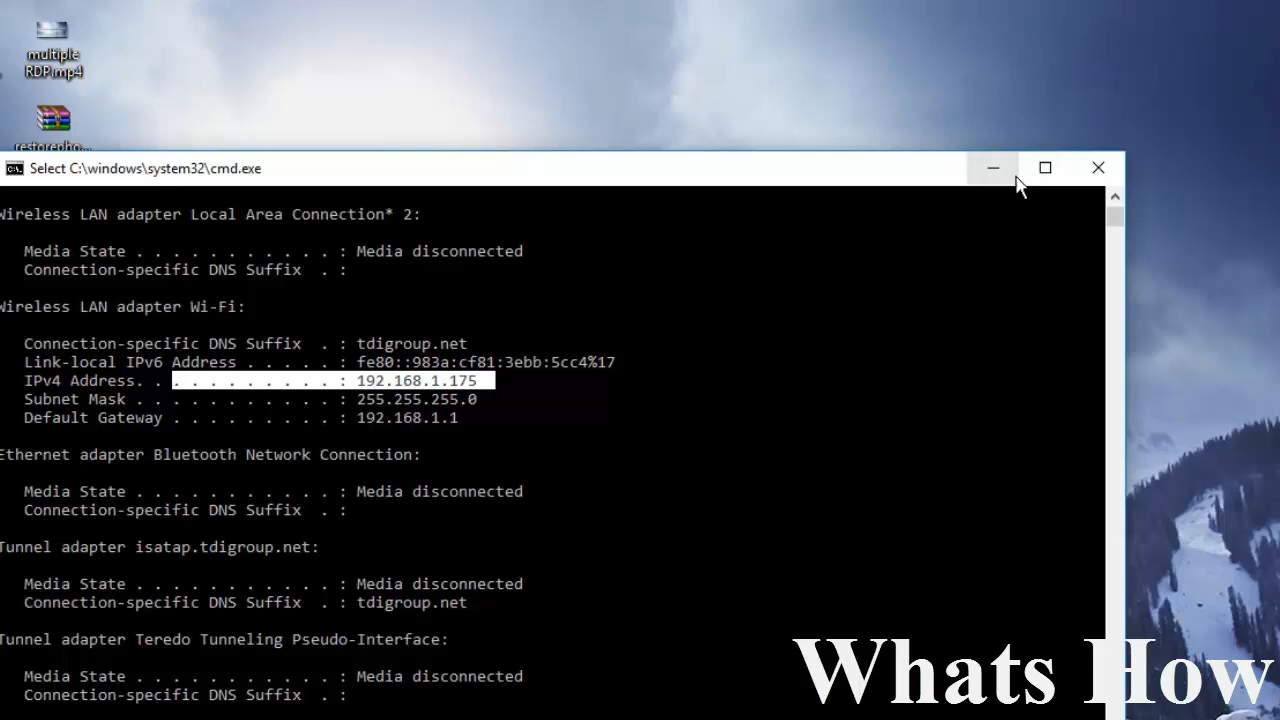 multiple
RDP.mp4
restorepho...
Select C:\windows\system32\cmd.exe
Wireless LAN adapter Local Area Connection* 2:
Media State . . . . . . . . . . . : Media disconnected
Connection-specific DNS Suffix  . :
Wireless LAN adapter Wi-Fi:
Connection-specific DNS Suffix  . : tdigroup.net
Link-local IPv6 Address . . . . . : fe80::983a:cf81:3ebb:5cc4%17
IPv4 Address. . . . . . . . . . . : 192.168.1.175
Subnet Mask . . . . . . . . . . . : 255.255.255.0
Default Gateway . . . . . . . . . : 192.168.1.1
Ethernet adapter Bluetooth Network Connection:
Media State . . . . . . . . . . . : Media disconnected
Connection-specific DNS Suffix  . :
Tunnel adapter isatap.tdigroup.net:
Media State . . . . . . . . . . . : Media disconnected
Connection-specific DNS Suffix  . : tdigroup.net
Tunnel adapter Teredo Tunneling Pseudo-Interface:
Media State . . . . . . . . . . . : Media disconnected
Connection-specific DNS Suffix  . :
Whats How